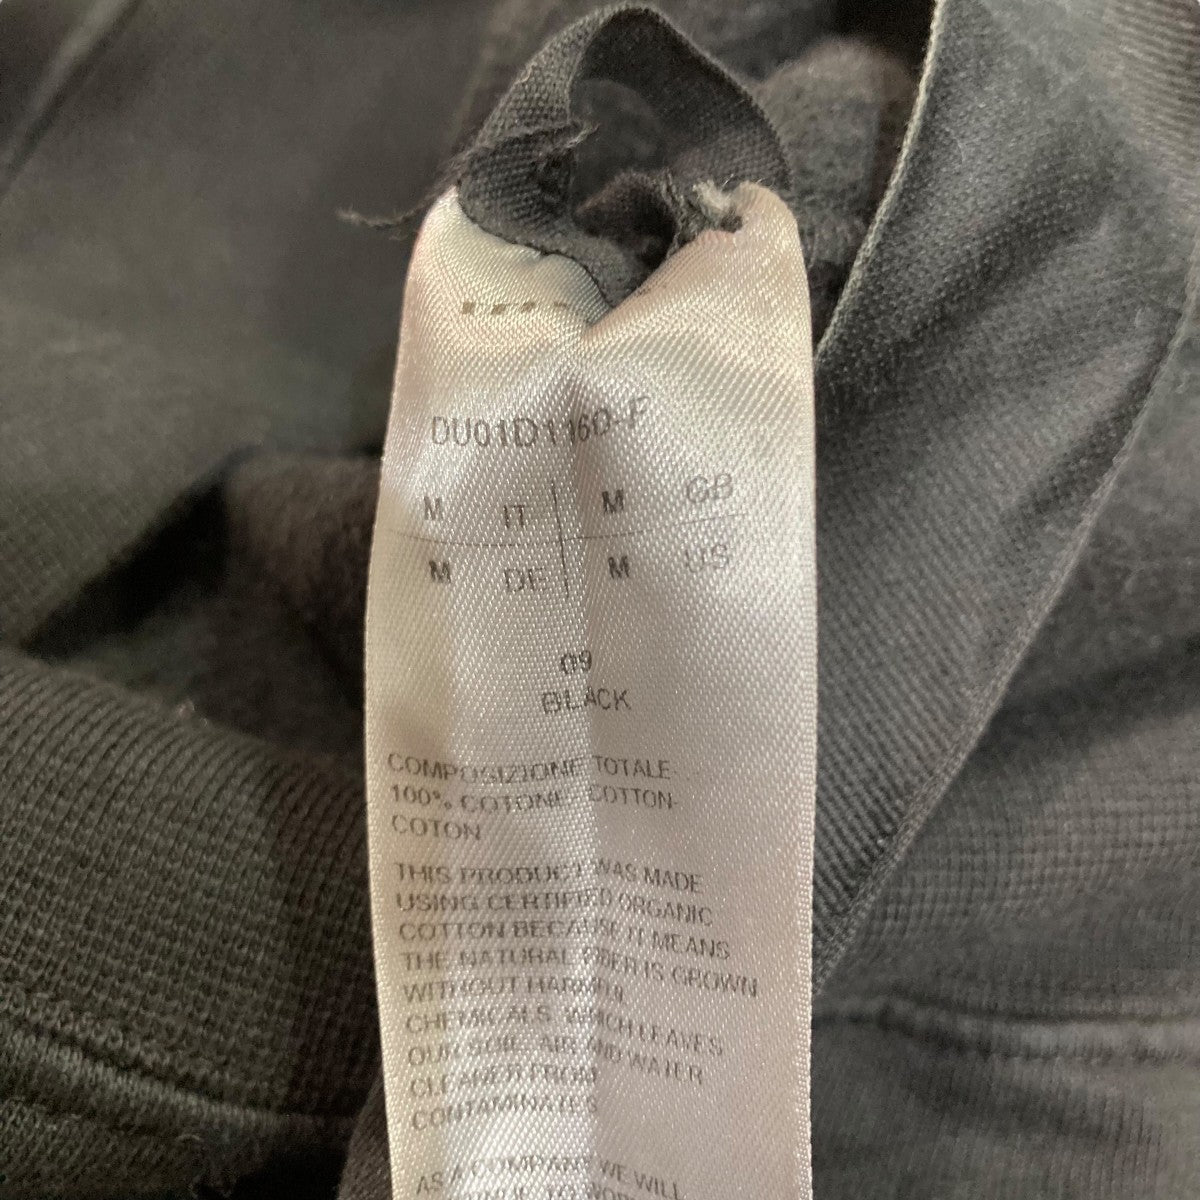 DU01D1160-F
M IT M GB
M DE M US
09
BLACK
COMPOSIZIONE TOTALE
100% COTONE COTTON
COTON
THIS PRODUCT WAS MADE
USING CERTIFIED ORGANIC
COTTON BECAUSE IT MEANS
THE NATURAL FIBER IS GROWN
WITHOUT HARMFUL
CHEMICALS WHICH LEAVES
OUR SOIL AIR AND WATER
CLEANER FROM
CONTAMINATES
AS A COMPANY WE WILL